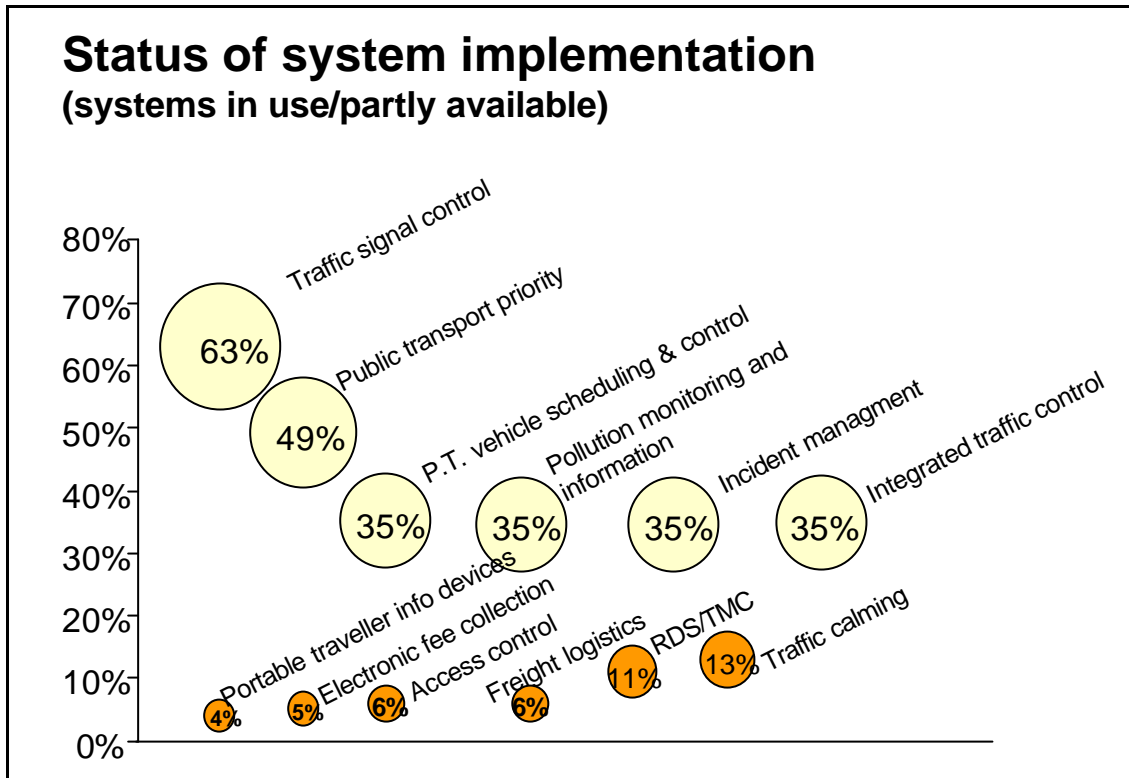 Status of system implementation
(systems in use/partly available)
80%
70%
60%
50%
40%
30%
20%
10%
0%
Traffic signal control
63%
Public transport priority
49%
P.T. vehicle scheduling & control
35%
Pollution monitoring and
information
35%
Incident managment
35%
Integrated traffic control
35%
Portable traveller info devices
4%
Electronic fee collection
5%
Access control
6%
Freight logistics
6%
RDS/TMC
11%
Traffic calming
13%